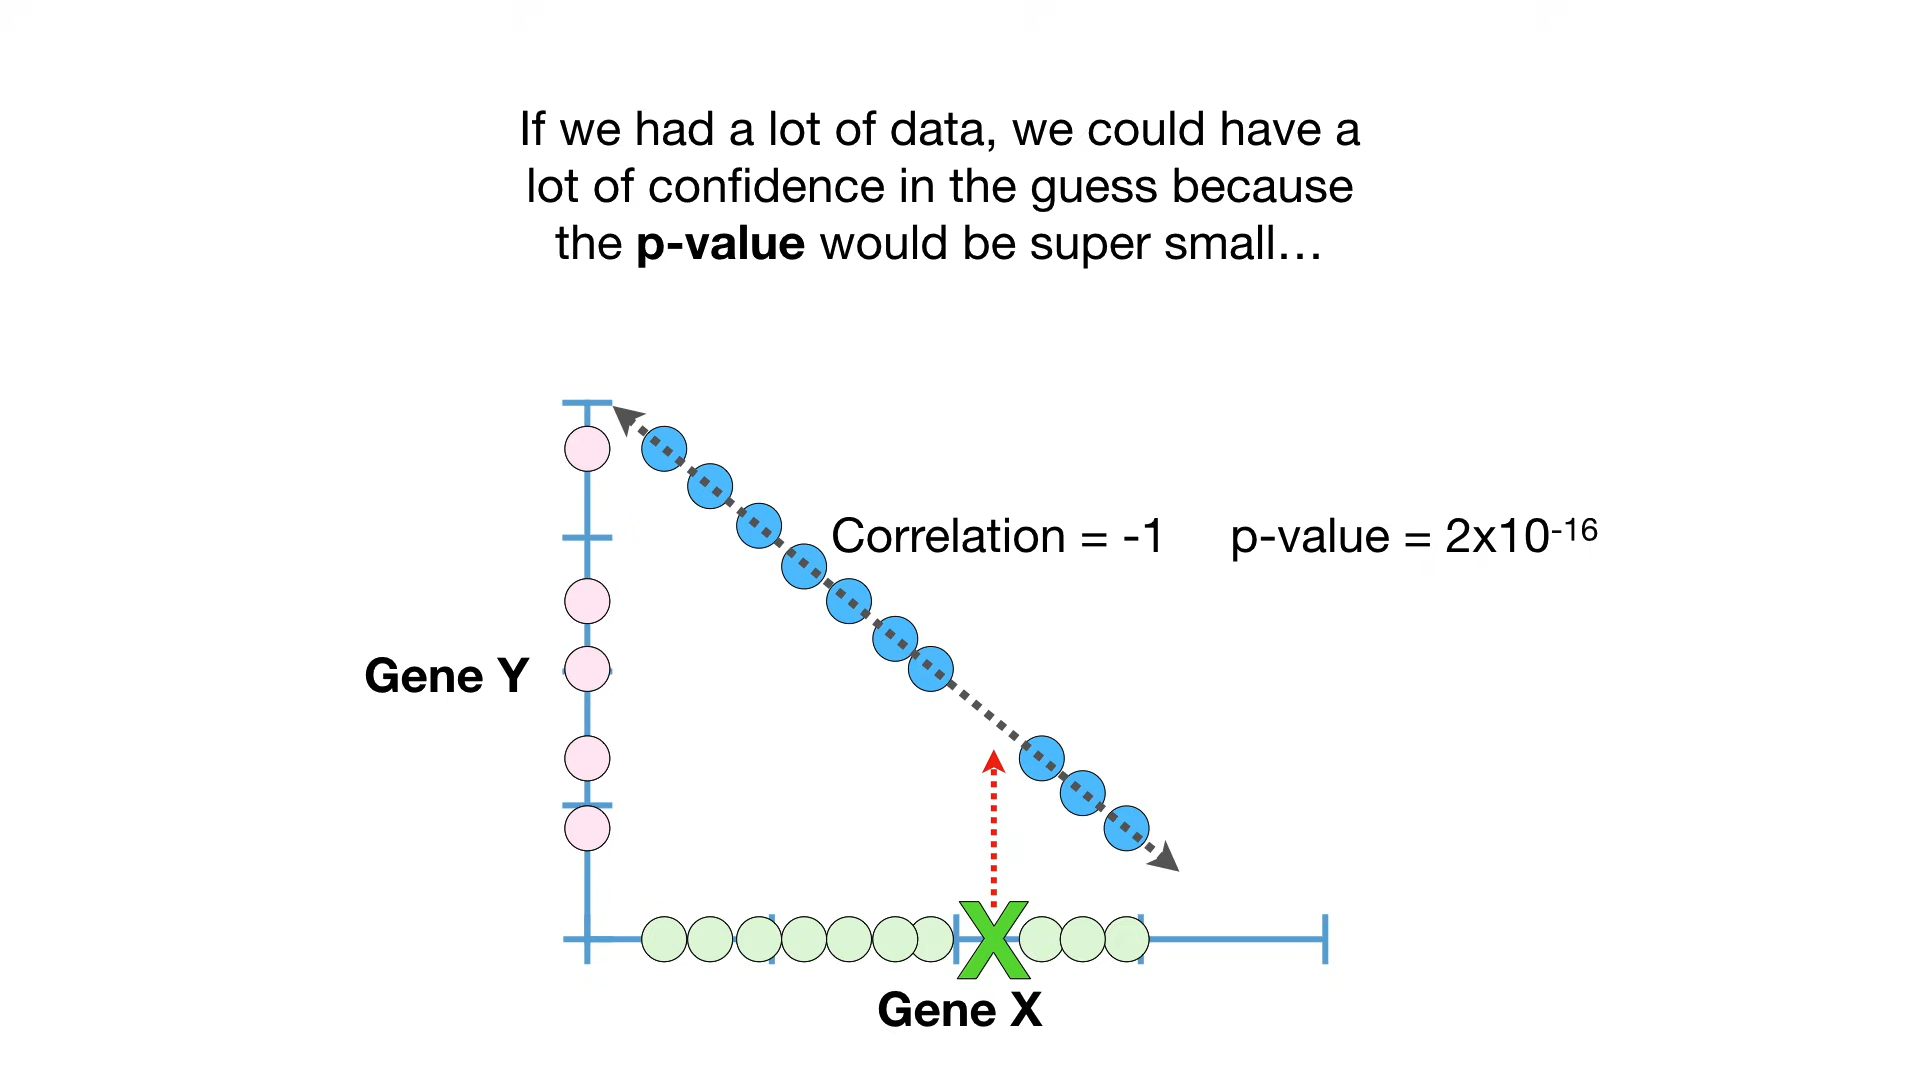 If we had a lot of data, we could have a
lot of confidence in the guess because
the p-value would be super small…
Correlation = -1 p-value = 2x10-16
Gene Y
X
Gene X